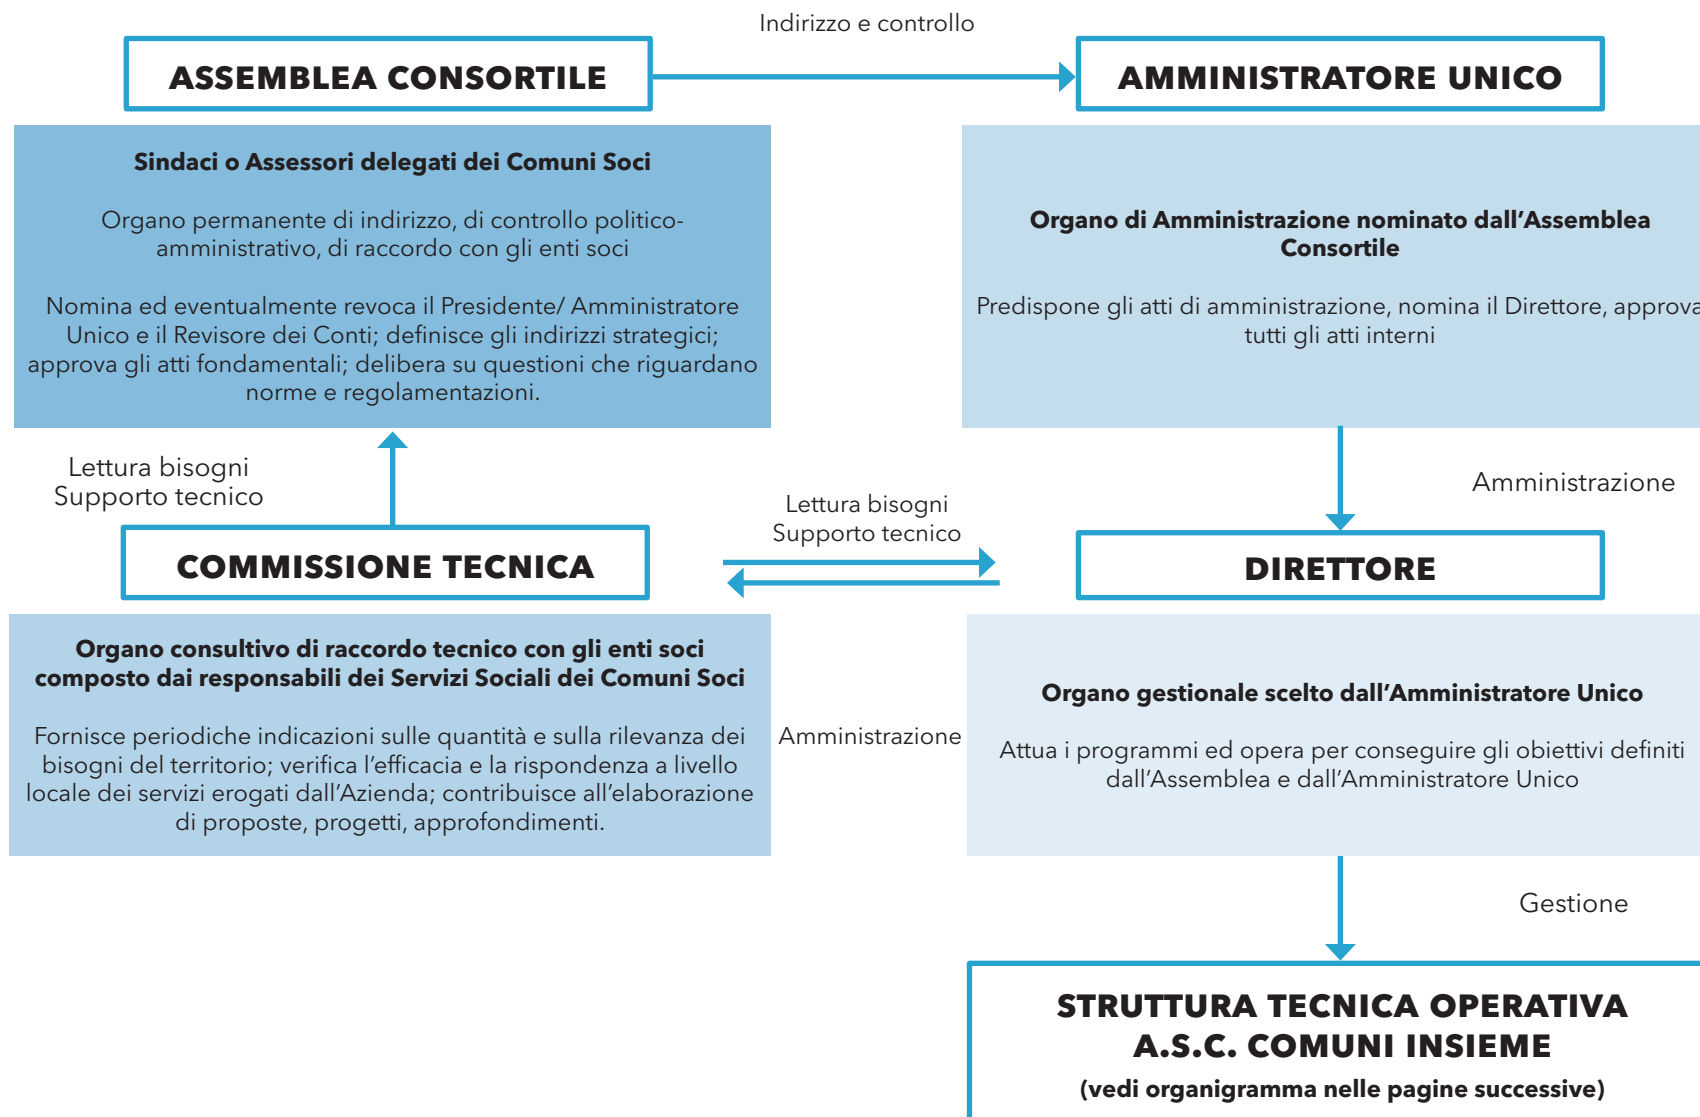 Indirizzo e controllo
ASSEMBLEA CONSORTILE
AMMINISTRATORE UNICO
Sindaci o Assessori delegati dei Comuni Soci
Organo permanente di indirizzo, di controllo politico-
amministrativo, di raccordo con gli enti soci
Nomina ed eventualmente revoca il Presidente/ Amministratore
Unico e il Revisore dei Conti; definisce gli indirizzi strategici;
approva gli atti fondamentali; delibera su questioni che riguardano
norme e regolamentazioni.
Organo di Amministrazione nominato dall’Assemblea
Consortile
Predispone gli atti di amministrazione, nomina il Direttore, approva
tutti gli atti interni
Lettura bisogni
Supporto tecnico
Lettura bisogni
Supporto tecnico
Amministrazione
COMMISSIONE TECNICA
DIRETTORE
Organo consultivo di raccordo tecnico con gli enti soci
composto dai responsabili dei Servizi Sociali dei Comuni Soci
Fornisce periodiche indicazioni sulle quantità e sulla rilevanza dei
bisogni del territorio; verifica l’efficacia e la rispondenza a livello
locale dei servizi erogati dall’Azienda; contribuisce all’elaborazione
di proposte, progetti, approfondimenti.
Amministrazione
Organo gestionale scelto dall’Amministratore Unico
Attua i programmi ed opera per conseguire gli obiettivi definiti
dall’Assemblea e dall’Amministratore Unico
Gestione
STRUTTURA TECNICA OPERATIVA
A.S.C. COMUNI INSIEME
(vedi organigramma nelle pagine successive)